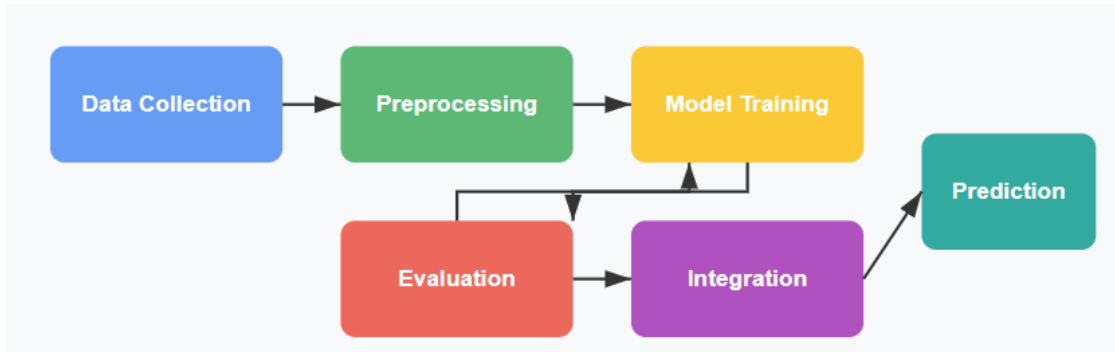 Data Collection
Preprocessing
Model Training
Prediction
Evaluation
Integration